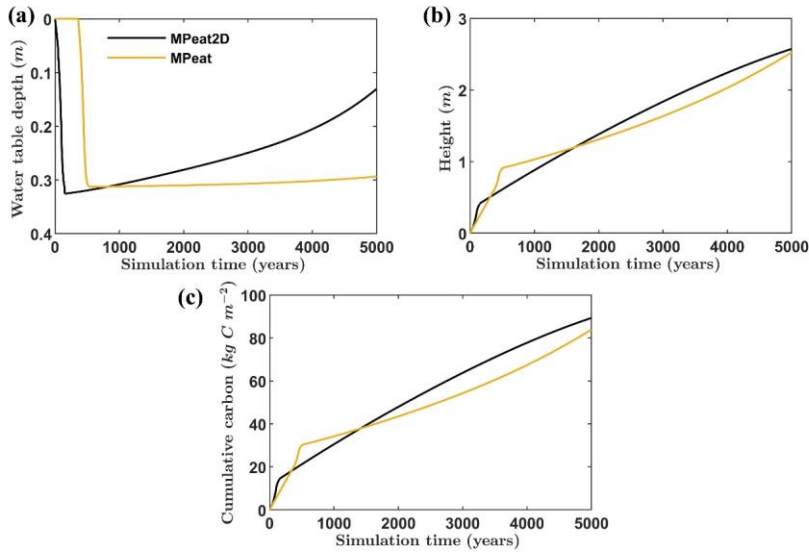 (a)
Water table depth (m)
0
0.1
0.2
0.3
0.4
MPeat2D
MPeat
0 1000 2000 3000 4000 5000
Simulation time (years)
(b)
Height (m)
3
2
1
0
0 1000 2000 3000 4000 5000
Simulation time (years)
(c)
Cumulative carbon (kg C m⁻²)
100
80
60
40
20
0
0 1000 2000 3000 4000 5000
Simulation time (years)